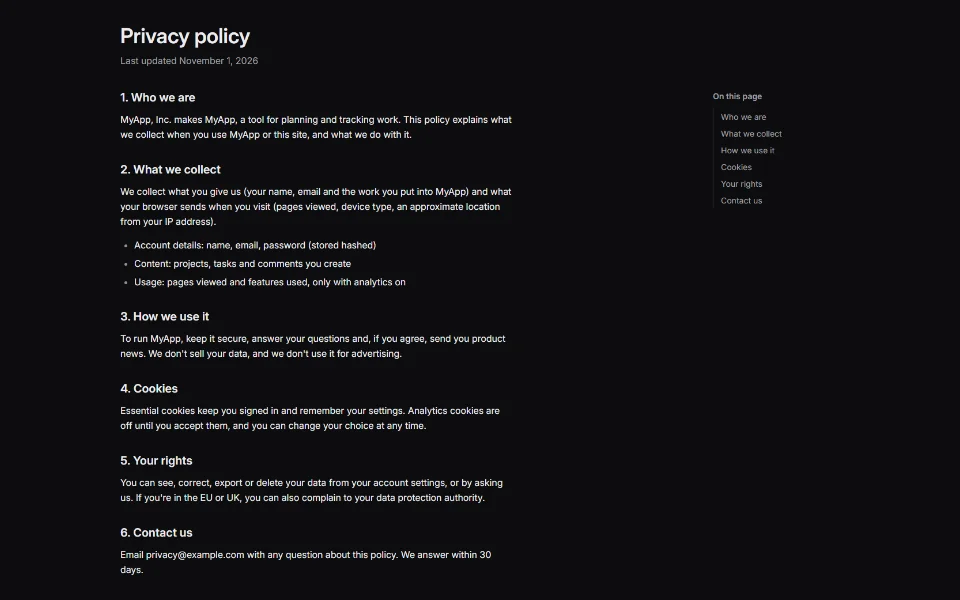 Privacy policy
Last updated November 1, 2026
1. Who we are
MyApp, Inc. makes MyApp, a tool for planning and tracking work. This policy explains what
we collect when you use MyApp or this site, and what we do with it.
2. What we collect
We collect what you give us (your name, email and the work you put into MyApp) and what
your browser sends when you visit (pages viewed, device type, an approximate location
from your IP address).
• Account details: name, email, password (stored hashed)
• Content: projects, tasks and comments you create
• Usage: pages viewed and features used, only with analytics on
3. How we use it
To run MyApp, keep it secure, answer your questions and, if you agree, send you product
news. We don't sell your data, and we don't use it for advertising.
4. Cookies
Essential cookies keep you signed in and remember your settings. Analytics cookies are
off until you accept them, and you can change your choice at any time.
5. Your rights
You can see, correct, export or delete your data from your account settings, or by asking
us. If you're in the EU or UK, you can also complain to your data protection authority.
6. Contact us
Email privacy@example.com with any question about this policy. We answer within 30
days.
On this page
Who we are
What we collect
How we use it
Cookies
Your rights
Contact us